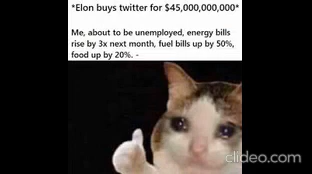 *Elon buys twitter for $45,000,000,000*
Me, about to be unemployed, energy bills
rise by 3x next month, fuel bills up by 50%,
food up by 20%. -
clideo.com